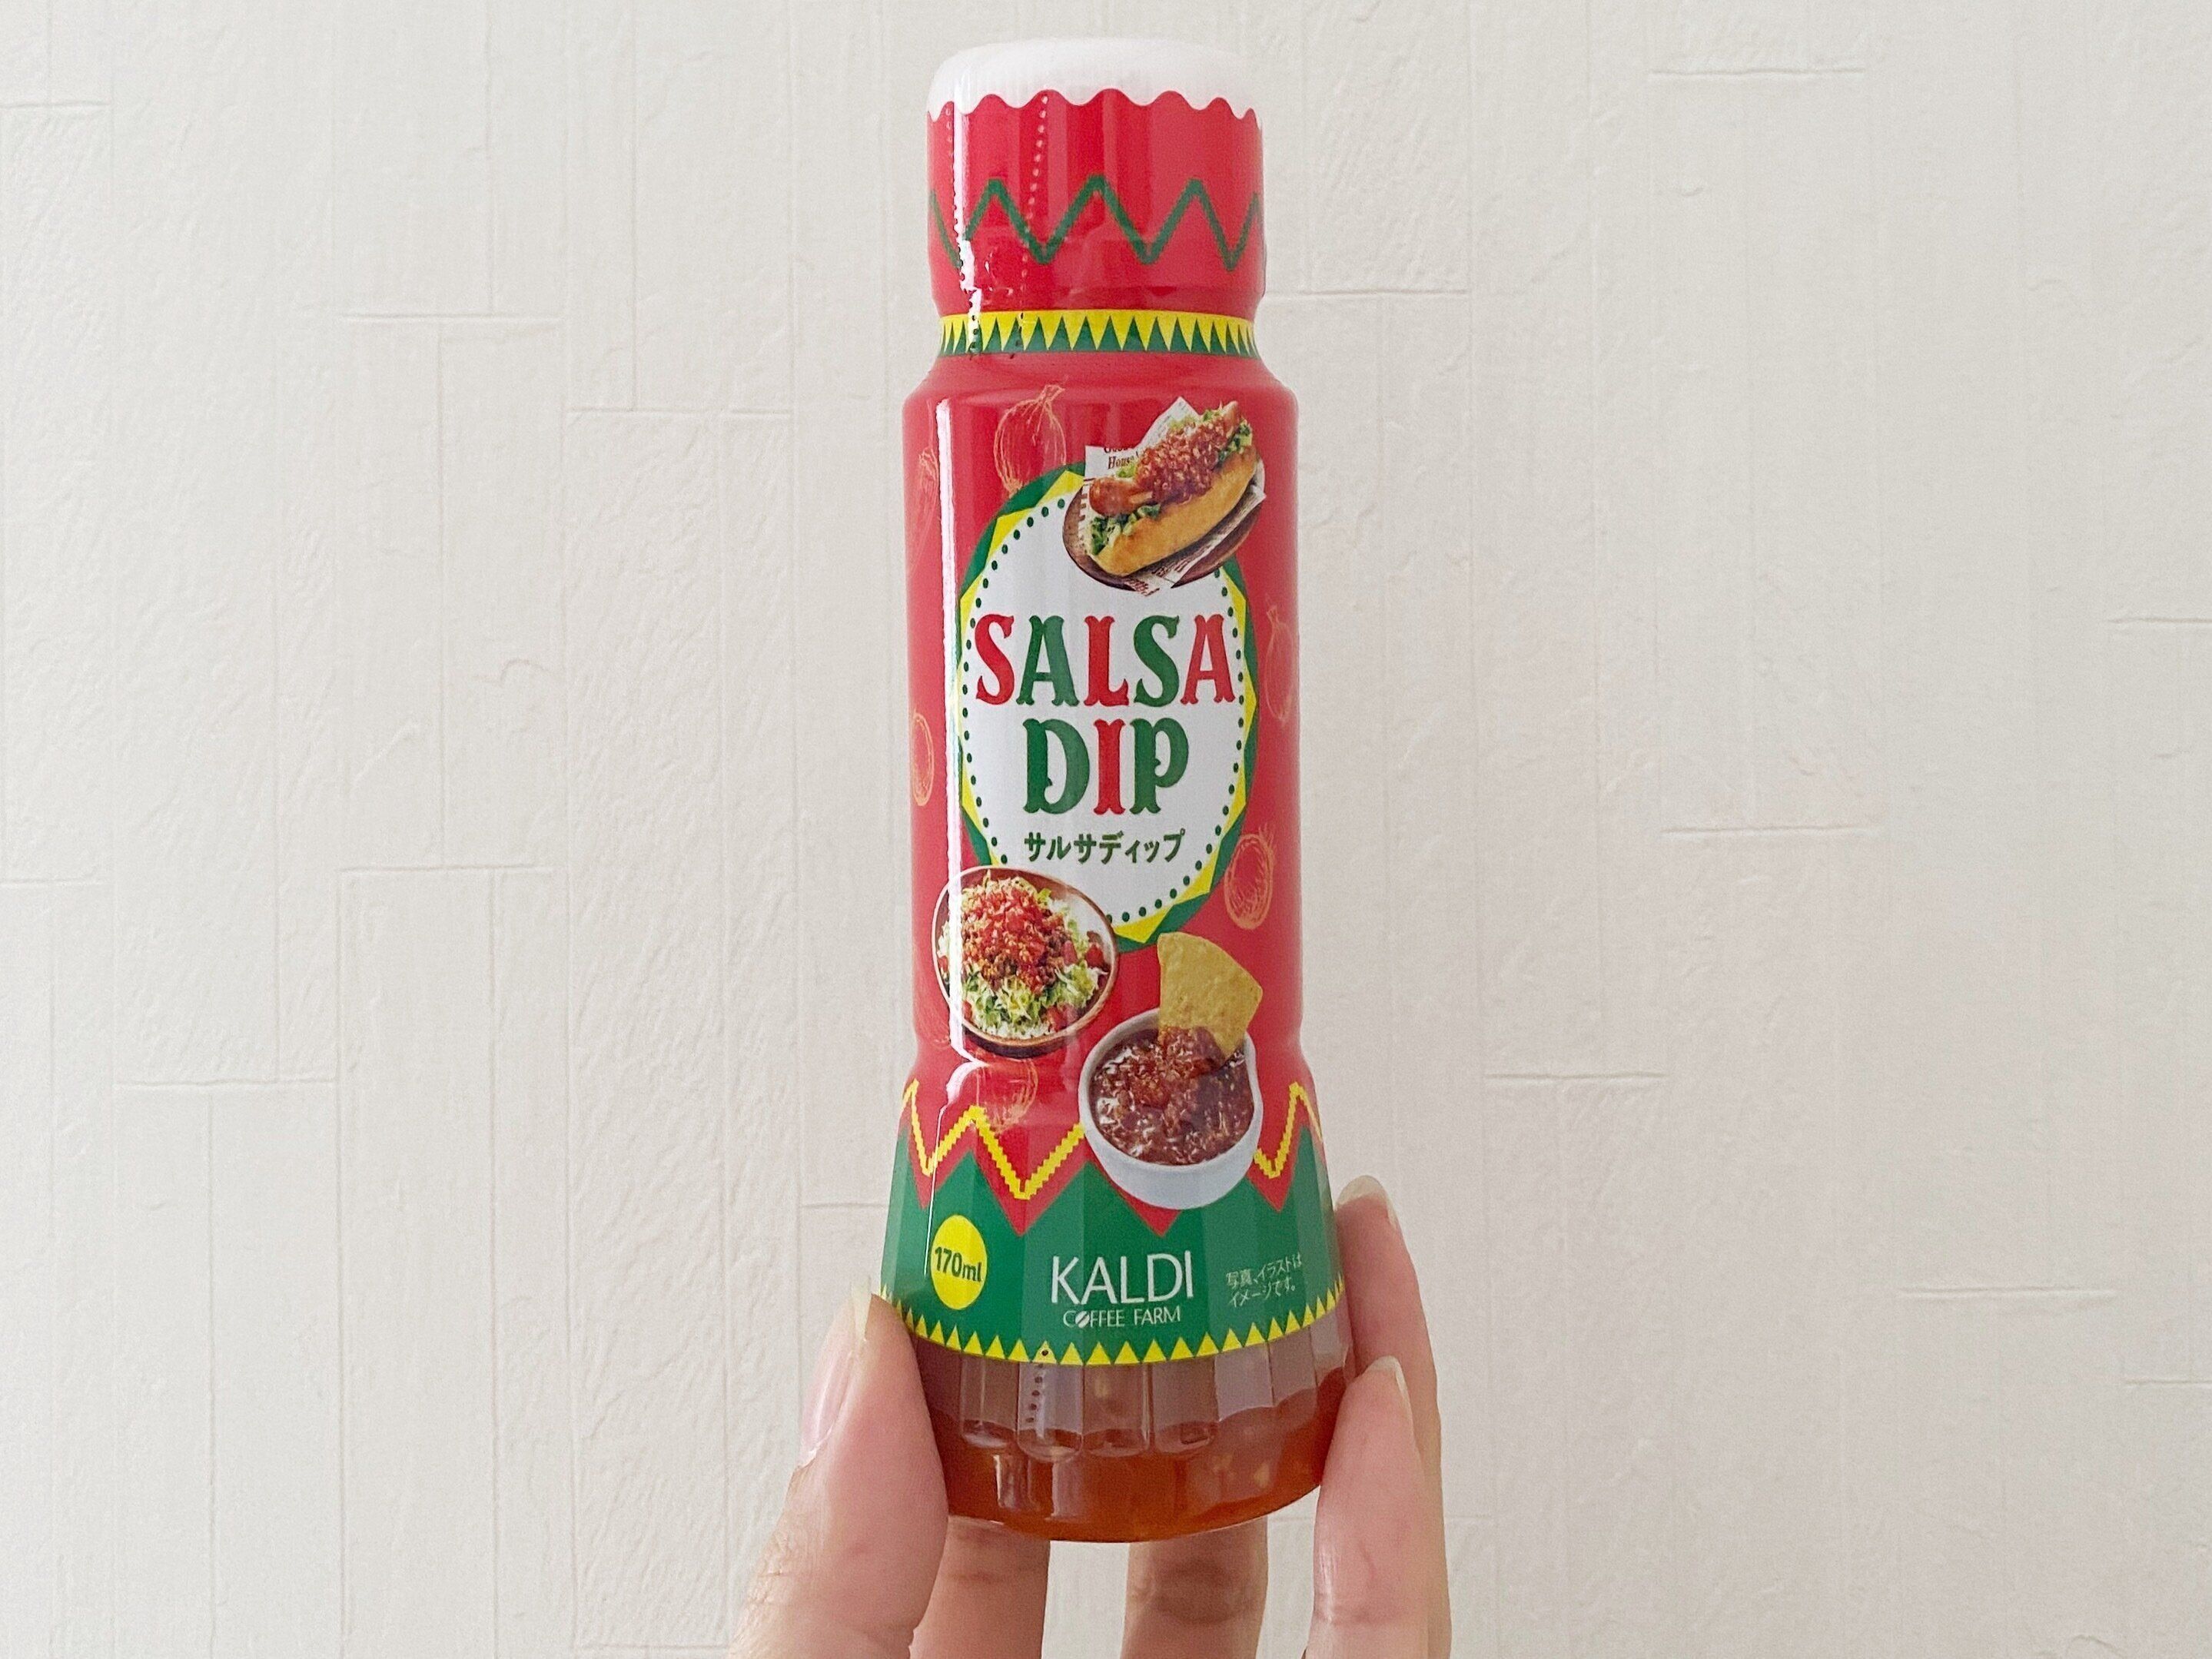 House
SALSA
DIP
サルサディップ
170ml
KALDI
COFFEE FARM
写真、イラストは
イメージです。